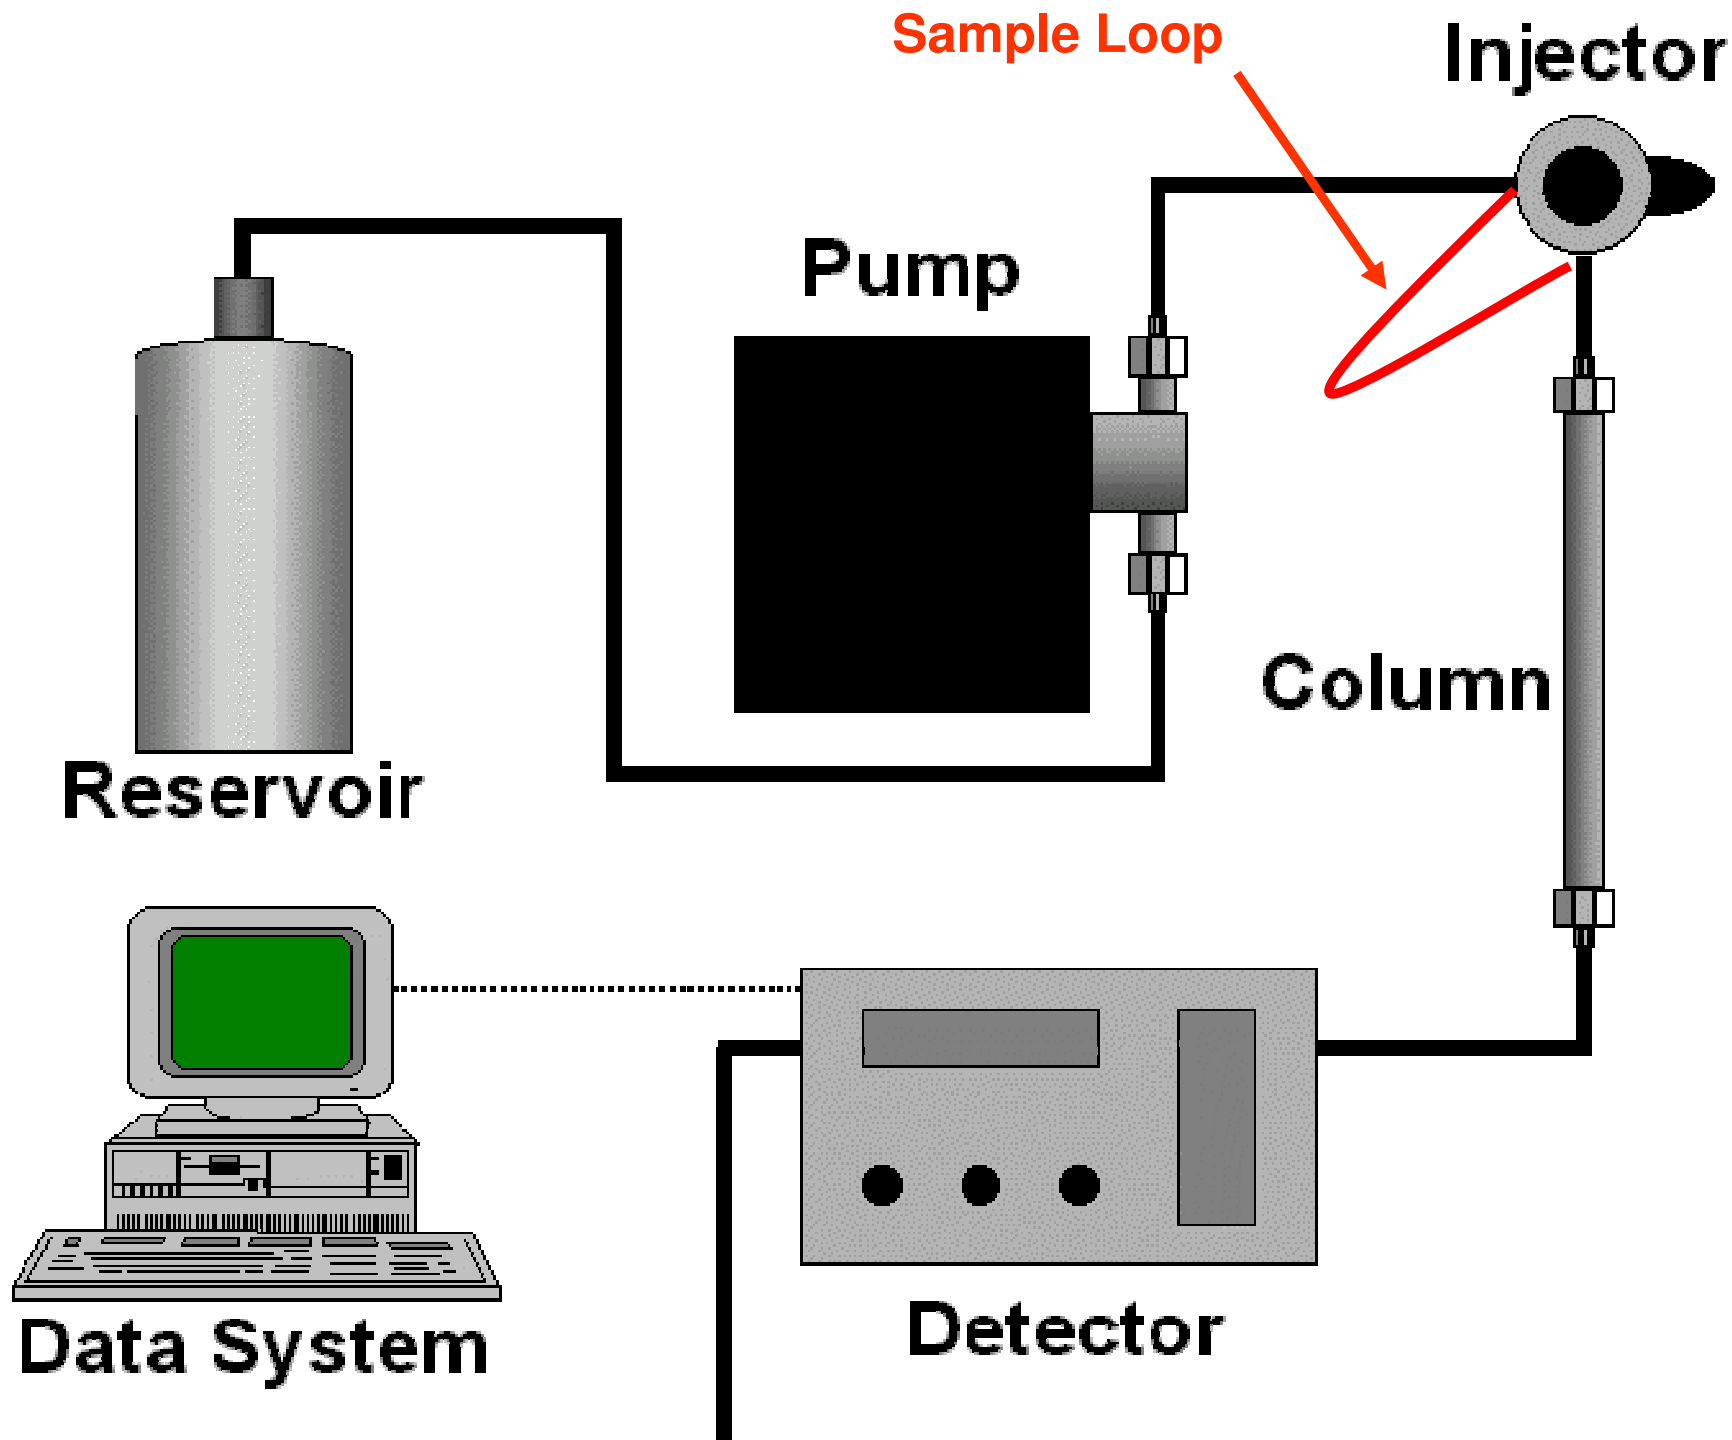 Sample Loop
Injector
Pump
Column
Reservoir
Detector
Data System